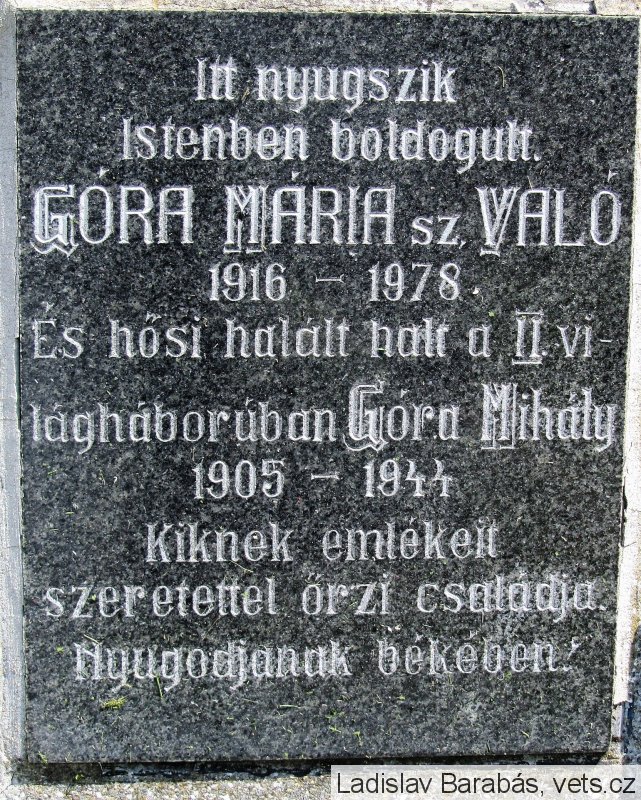 Itt nyugszik
Istenben boldogult.
GÓRA MÁRIA sz. VALÓ
1916 - 1978.
És hősi halált halt a II. vi-
lágháborúban Góra Mihály
1905 - 1944
Kiknek emlékeit
szeretettel őrzi családja.
Nyugodjanak békében!
Ladislav Barabás, vets.cz